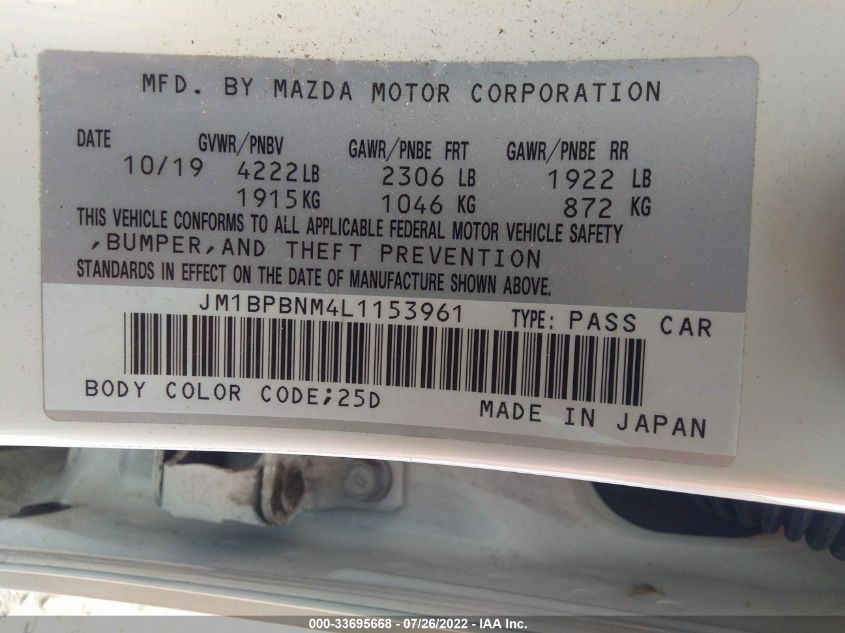 MFD. BY MAZDA MOTOR CORPORATION
DATE GVWR/PNBV GAWR/PNBE FRT GAWR/PNBE RR
10/19 4222LB 2306 LB 1922 LB
1915KG 1046 KG 872 KG
THIS VEHICLE CONFORMS TO ALL APPLICABLE FEDERAL MOTOR VEHICLE SAFETY
,BUMPER,AND THEFT PREVENTION
STANDARDS IN EFFECT ON THE DATE OF MANUFACTURE SHOWN ABOVE.
JM1BPBNM4L1153961 TYPE: PASS CAR
BODY COLOR CODE;25D MADE IN JAPAN
000-33695668 - 07/26/2022 - IAA Inc.